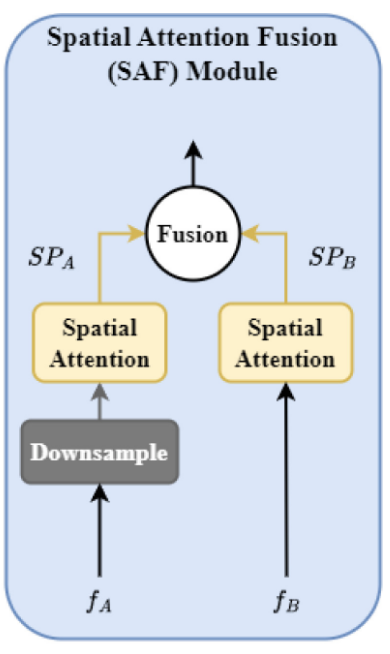 Spatial Attention Fusion
(SAF) Module
Fusion
SP_A
SP_B
Spatial
Attention
Spatial
Attention
Downsample
f_A
f_B